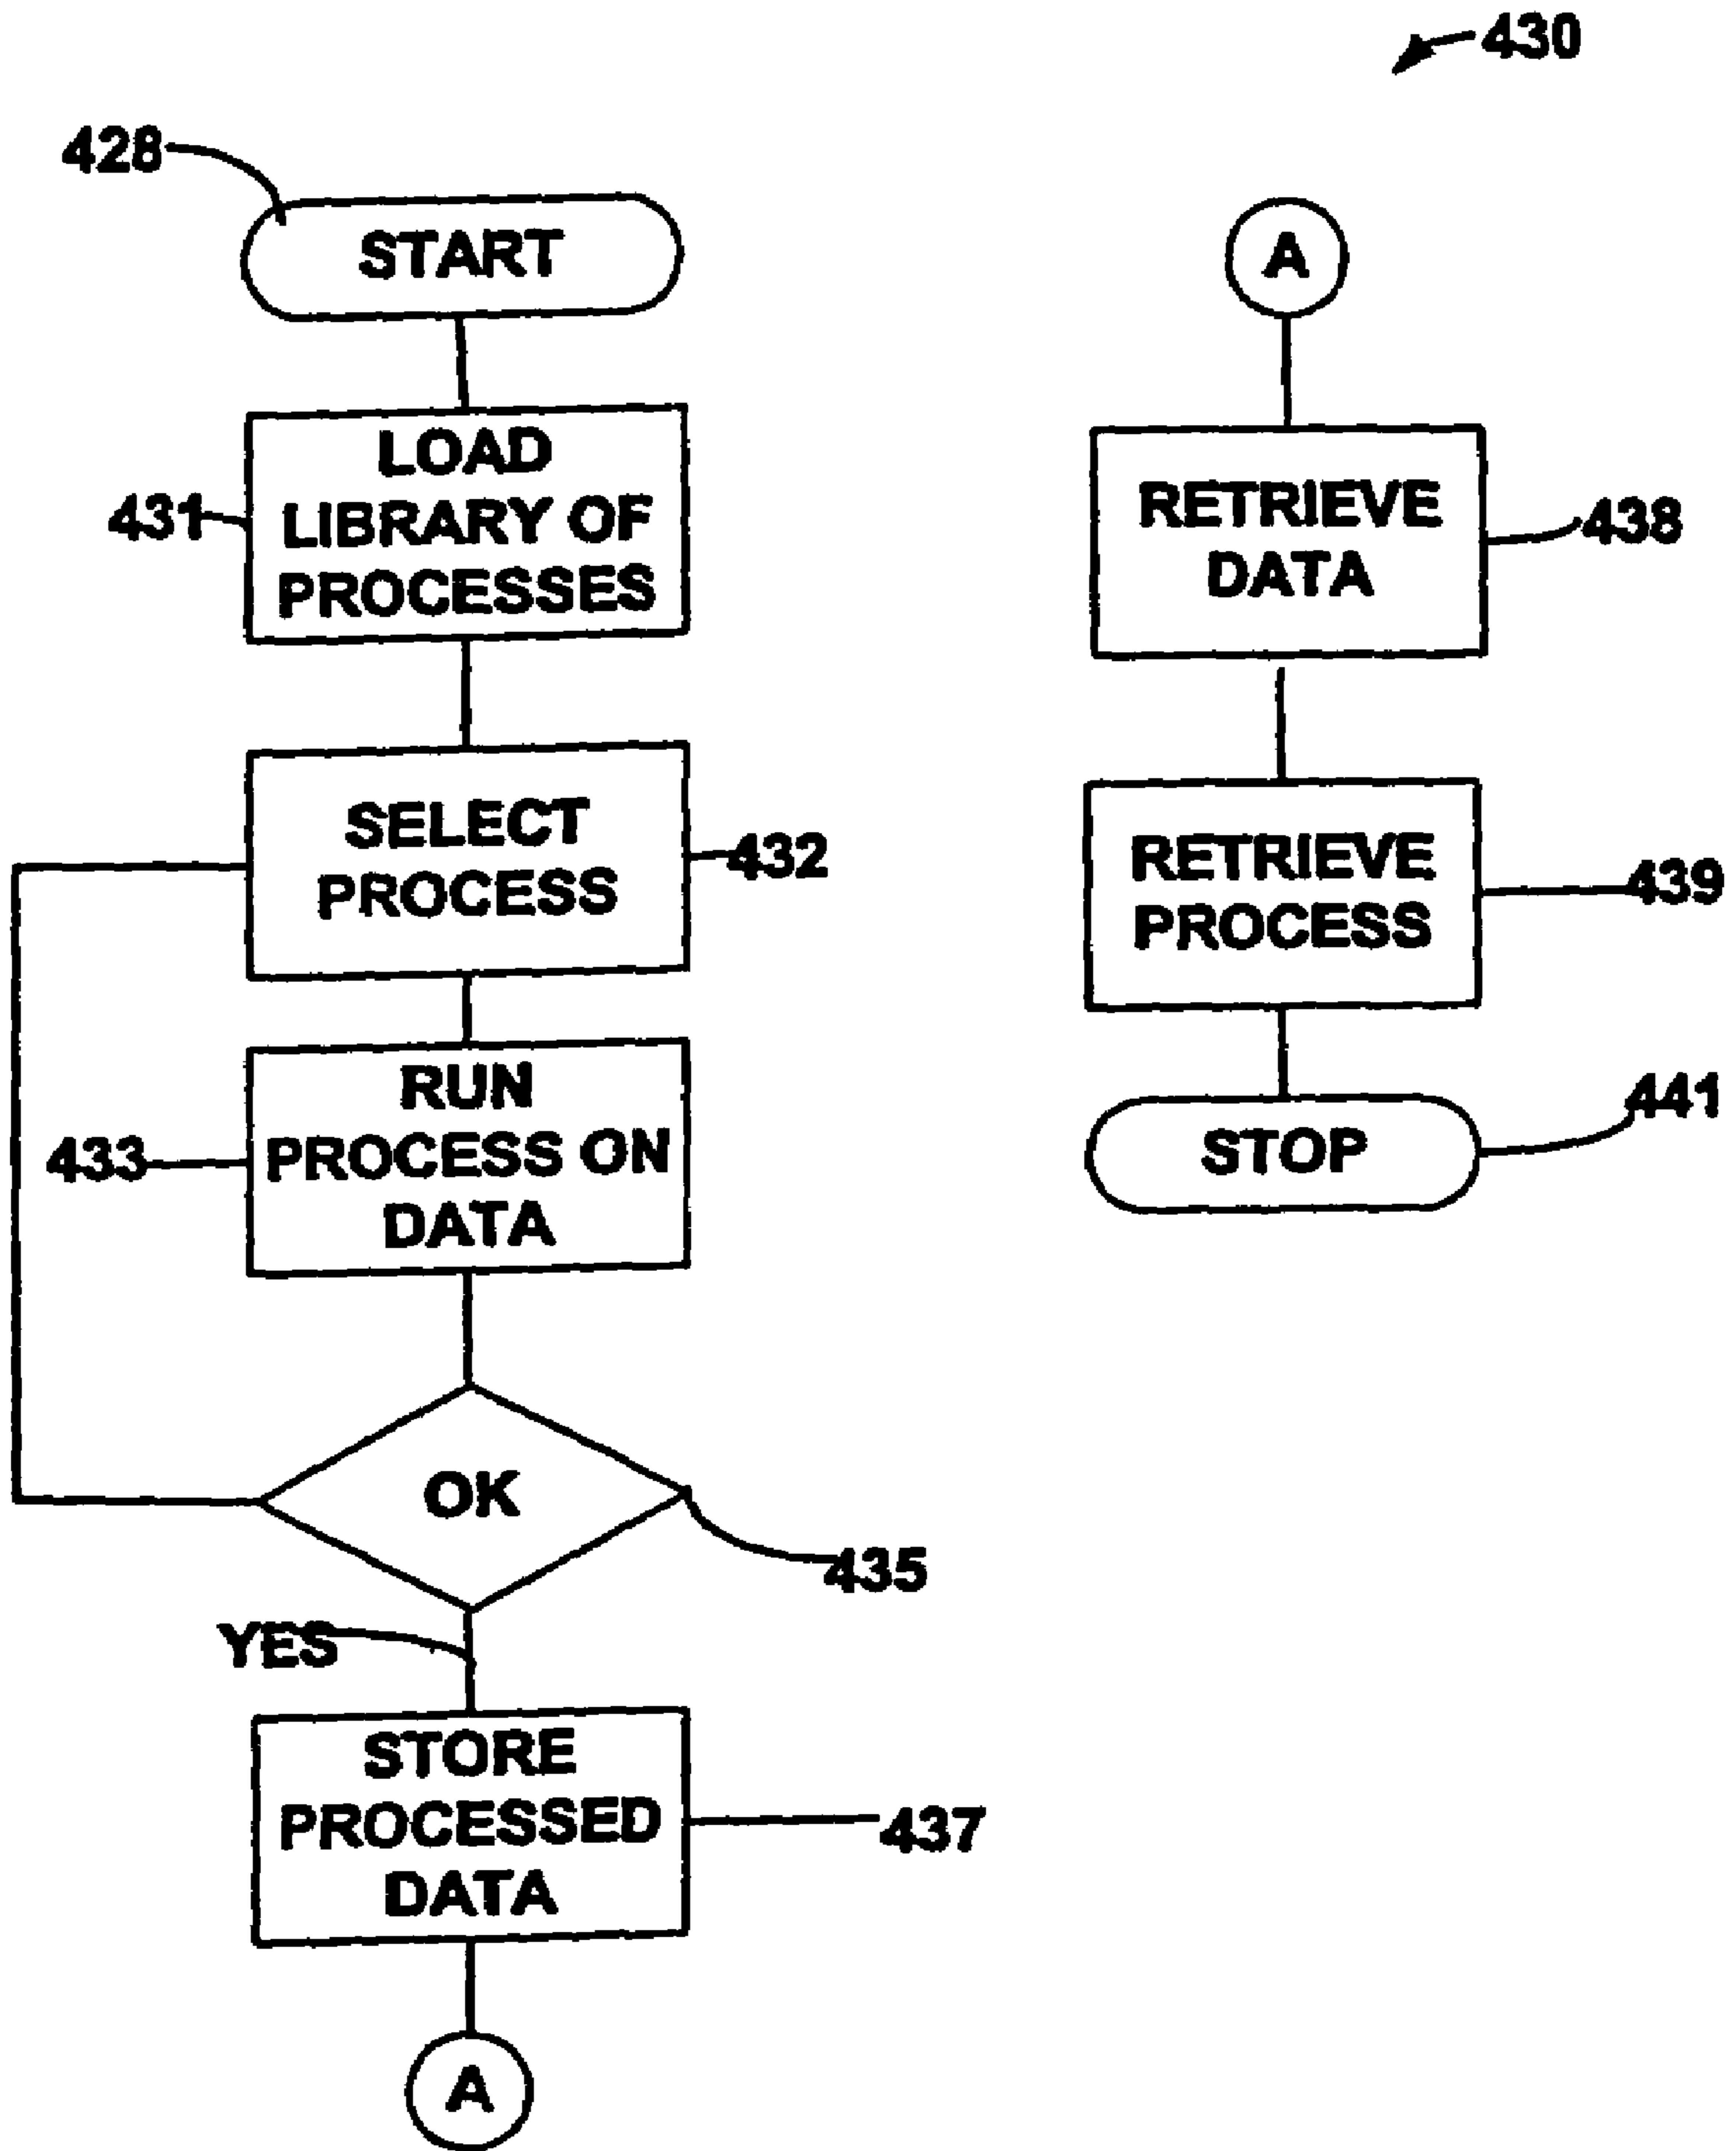 430
428
START
LOAD
LIBRARY OF
PROCESSES
431
SELECT
PROCESS
432
RUN
PROCESS ON
DATA
433
OK
435
YES
STORE
PROCESSED
DATA
437
A
A
RETRIEVE
DATA
438
RETRIEVE
PROCESS
439
STOP
441